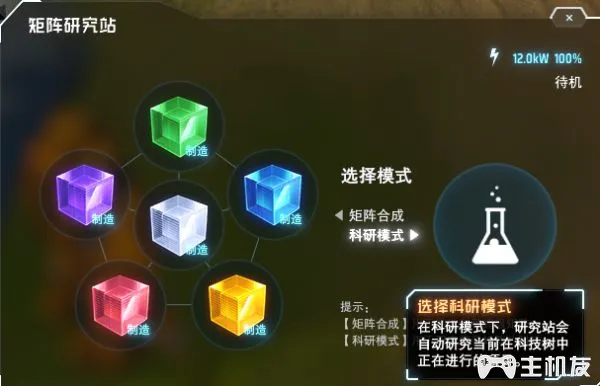 矩阵研究站
×
12.0kW 100%
待机
制造
制造
制造
制造
制造
制造
选择模式
矩阵合成
科研模式
提示：
【矩阵合成】
【科研模式】
选择科研模式
在科研模式下，研究站会
自动研究当前在科技树中
正在进行的
主机友